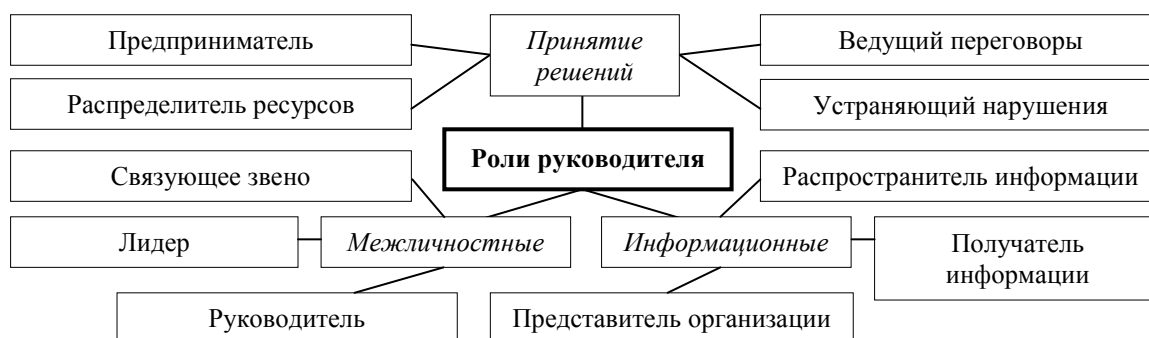 Предприниматель
Принятие
решений
Ведущий переговоры
Распределитель ресурсов
Устраняющий нарушения
Роли руководителя
Связующее звено
Распространитель информации
Лидер
Межличностные
Информационные
Получатель
информации
Руководитель
Представитель организации